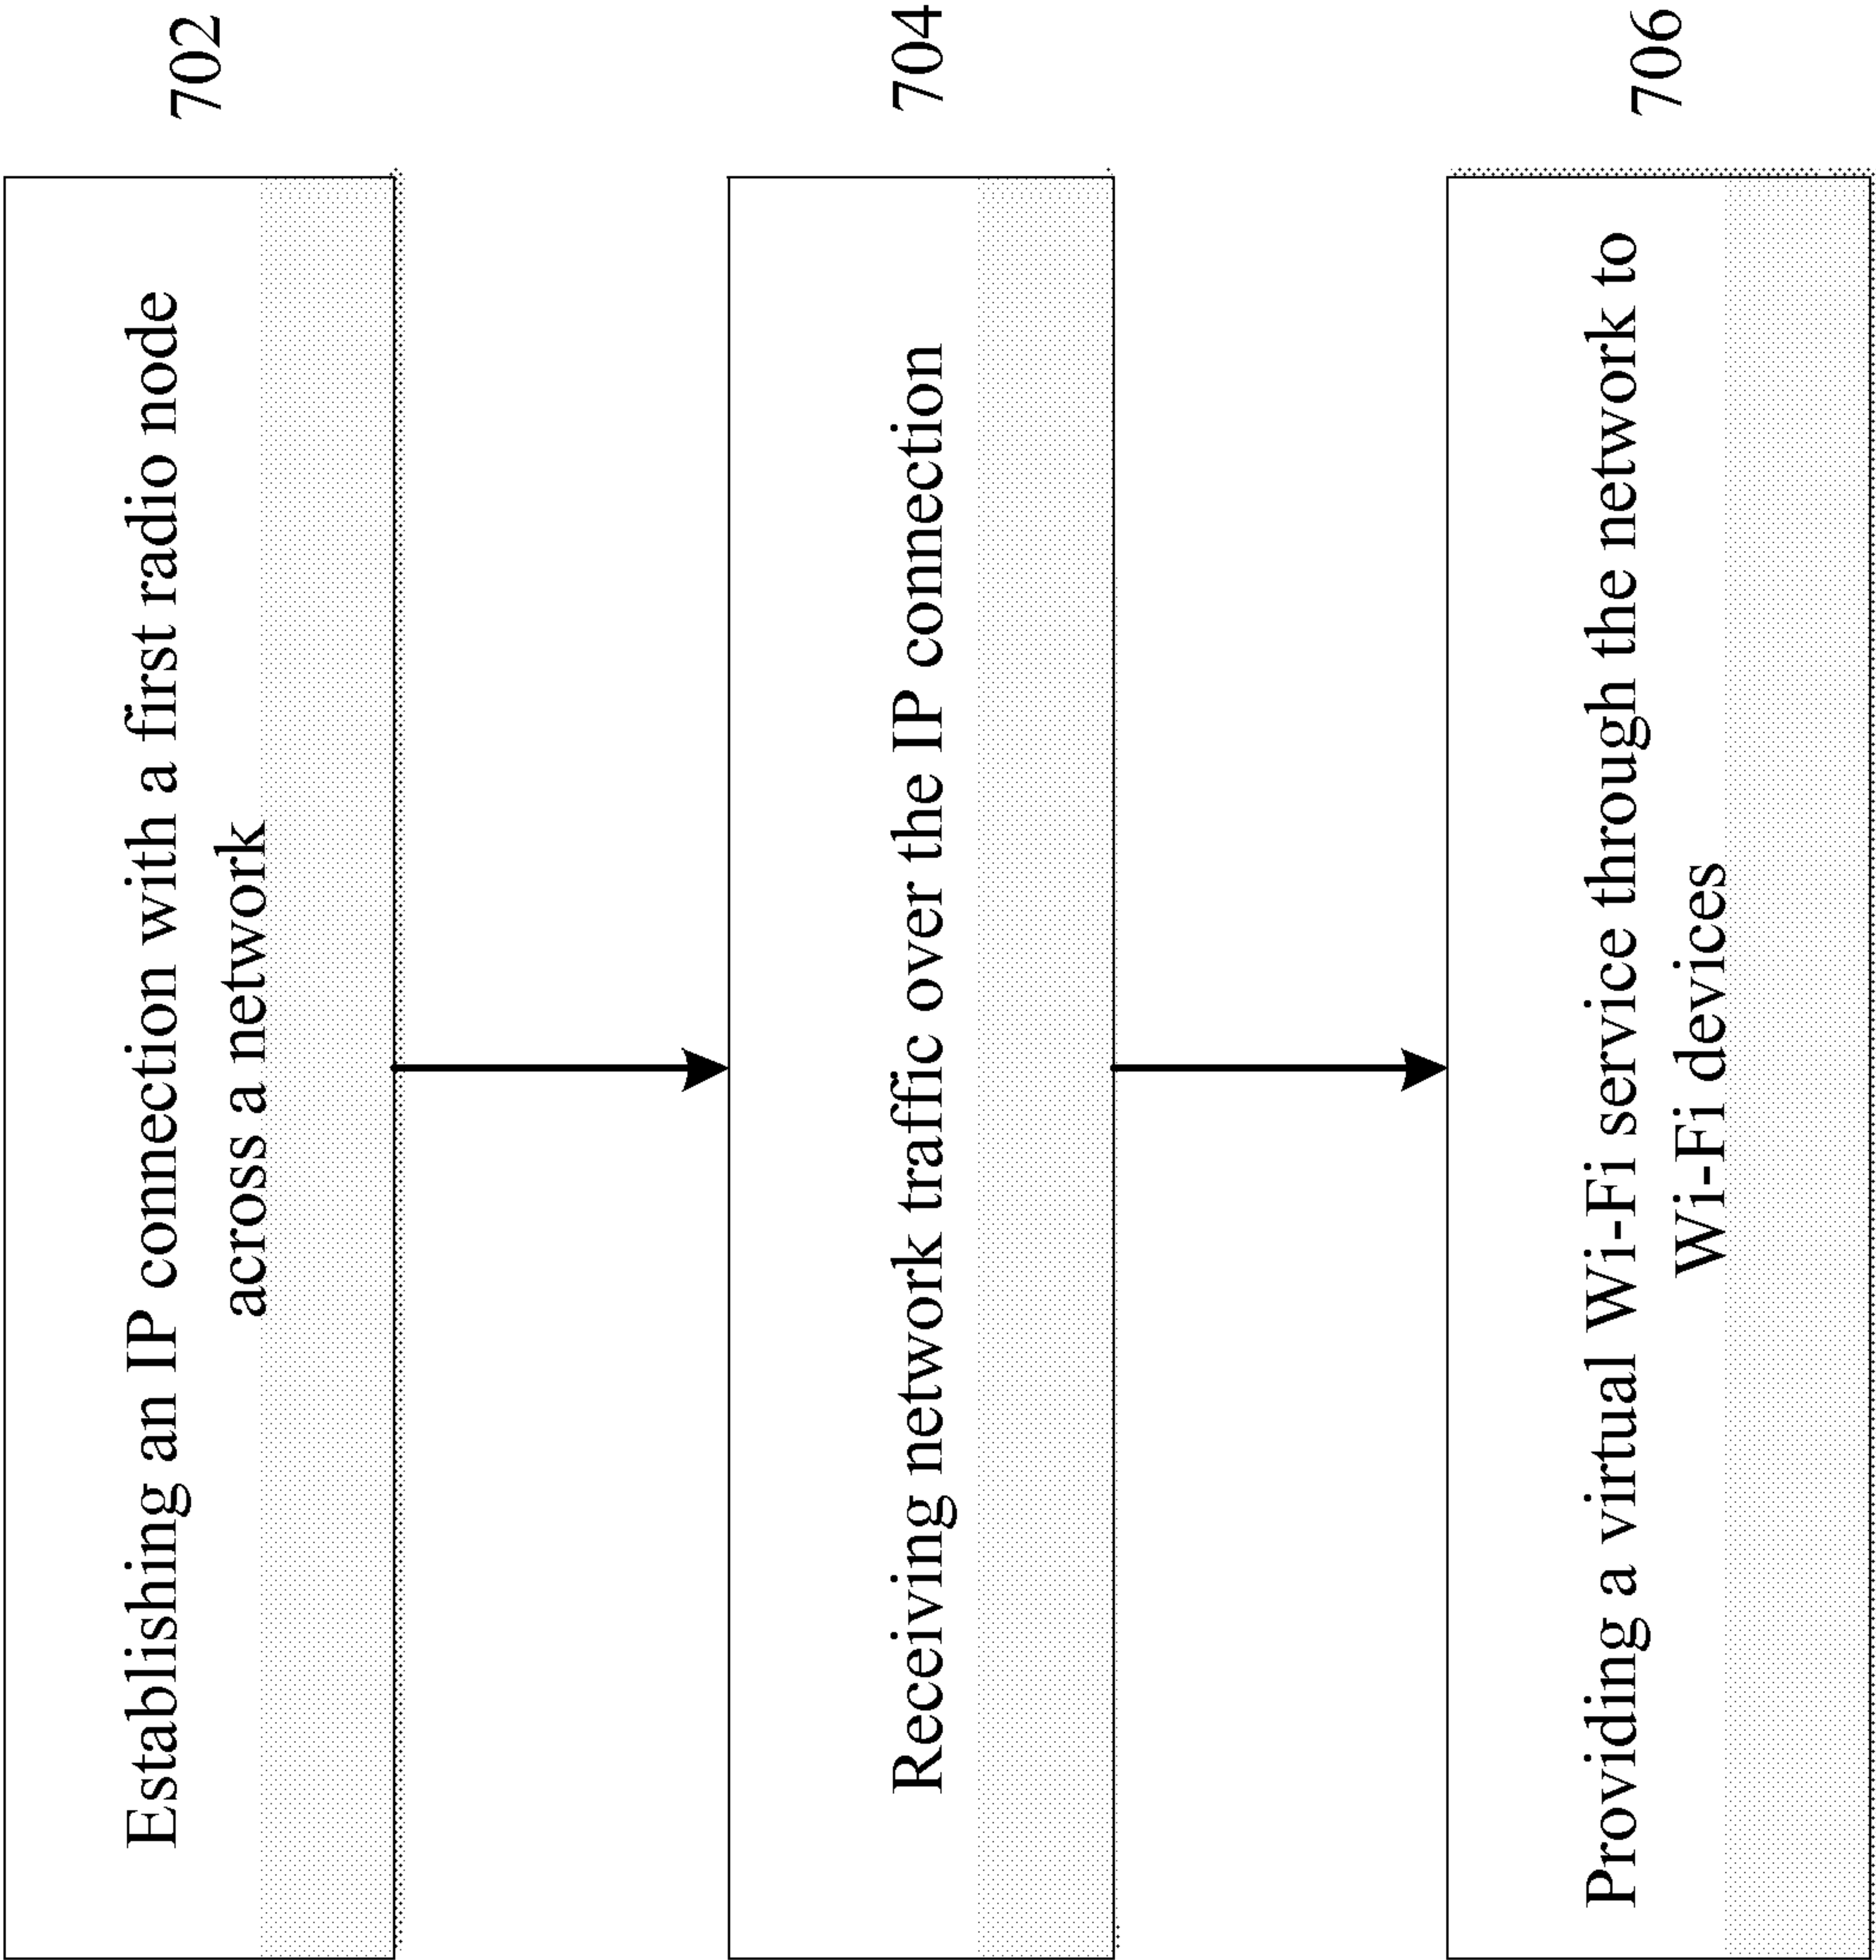 Establishing an IP connection with a first radio node
across a network
702
Receiving network traffic over the IP connection
704
Providing a virtual Wi-Fi service through the network to
Wi-Fi devices
706